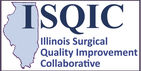 ISQIC
Illinois Surgical
Quality Improvement
Collaborative